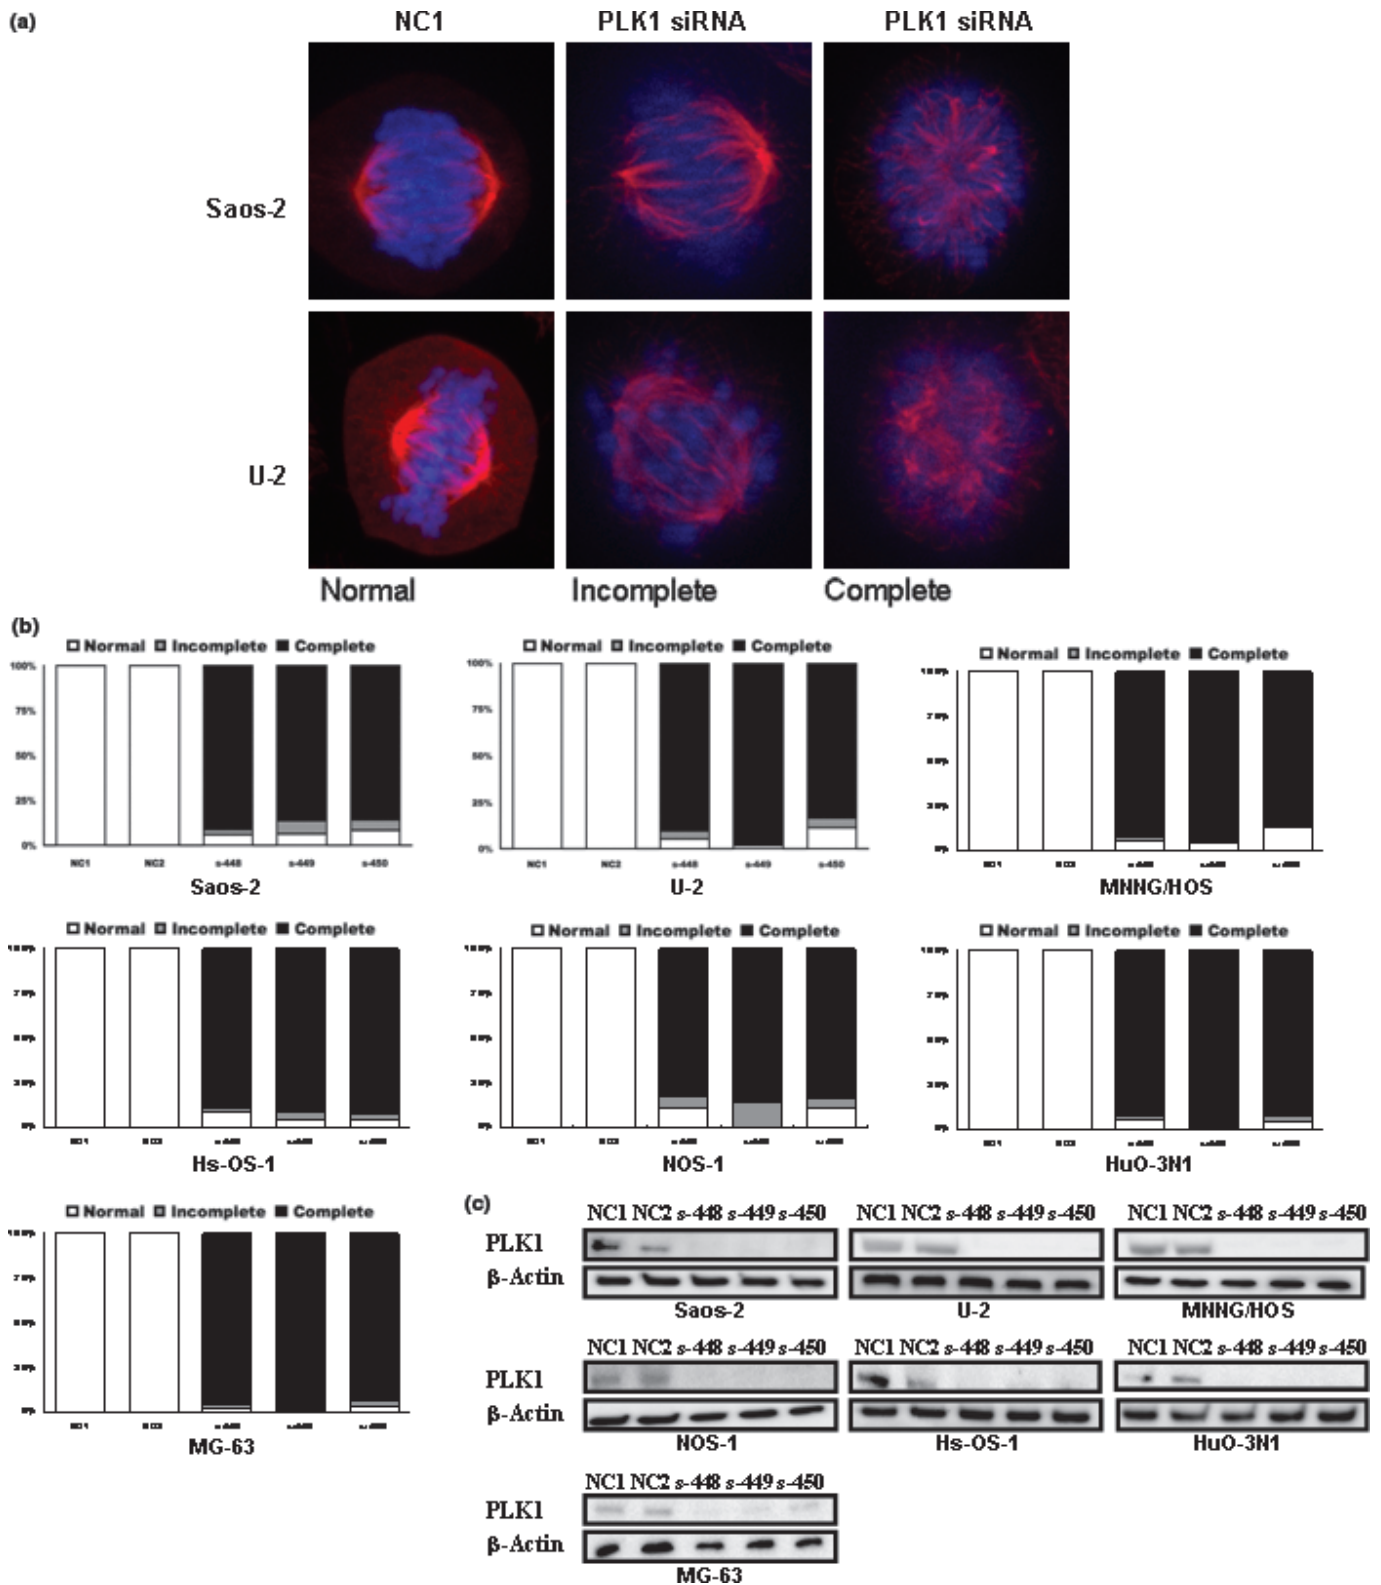 (a)
NC1 PLK1 siRNA PLK1 siRNA
Saos-2
U-2
Normal Incomplete Complete
(b)
Normal Incomplete Complete
100%
75%
50%
25%
0%
NC1 NC2 s-448 s-449 s-450
Saos-2
Normal Incomplete Complete
100%
75%
50%
25%
0%
NC1 NC2 s-448 s-449 s-450
U-2
Normal Incomplete Complete
MNNG/HOS
Normal Incomplete Complete
Hs-OS-1
Normal Incomplete Complete
NOS-1
Normal Incomplete Complete
HuO-3N1
Normal Incomplete Complete
MG-63
(c)
NC1 NC2 s-448 s-449 s-450
PLK1
β-Actin
Saos-2
NC1 NC2 s-448 s-449 s-450
U-2
NC1 NC2 s-448 s-449 s-450
MNNG/HOS
NC1 NC2 s-448 s-449 s-450
PLK1
β-Actin
NOS-1
NC1 NC2 s-448 s-449 s-450
Hs-OS-1
NC1 NC2 s-448 s-449 s-450
HuO-3N1
NC1 NC2 s-448 s-449 s-450
PLK1
β-Actin
MG-63